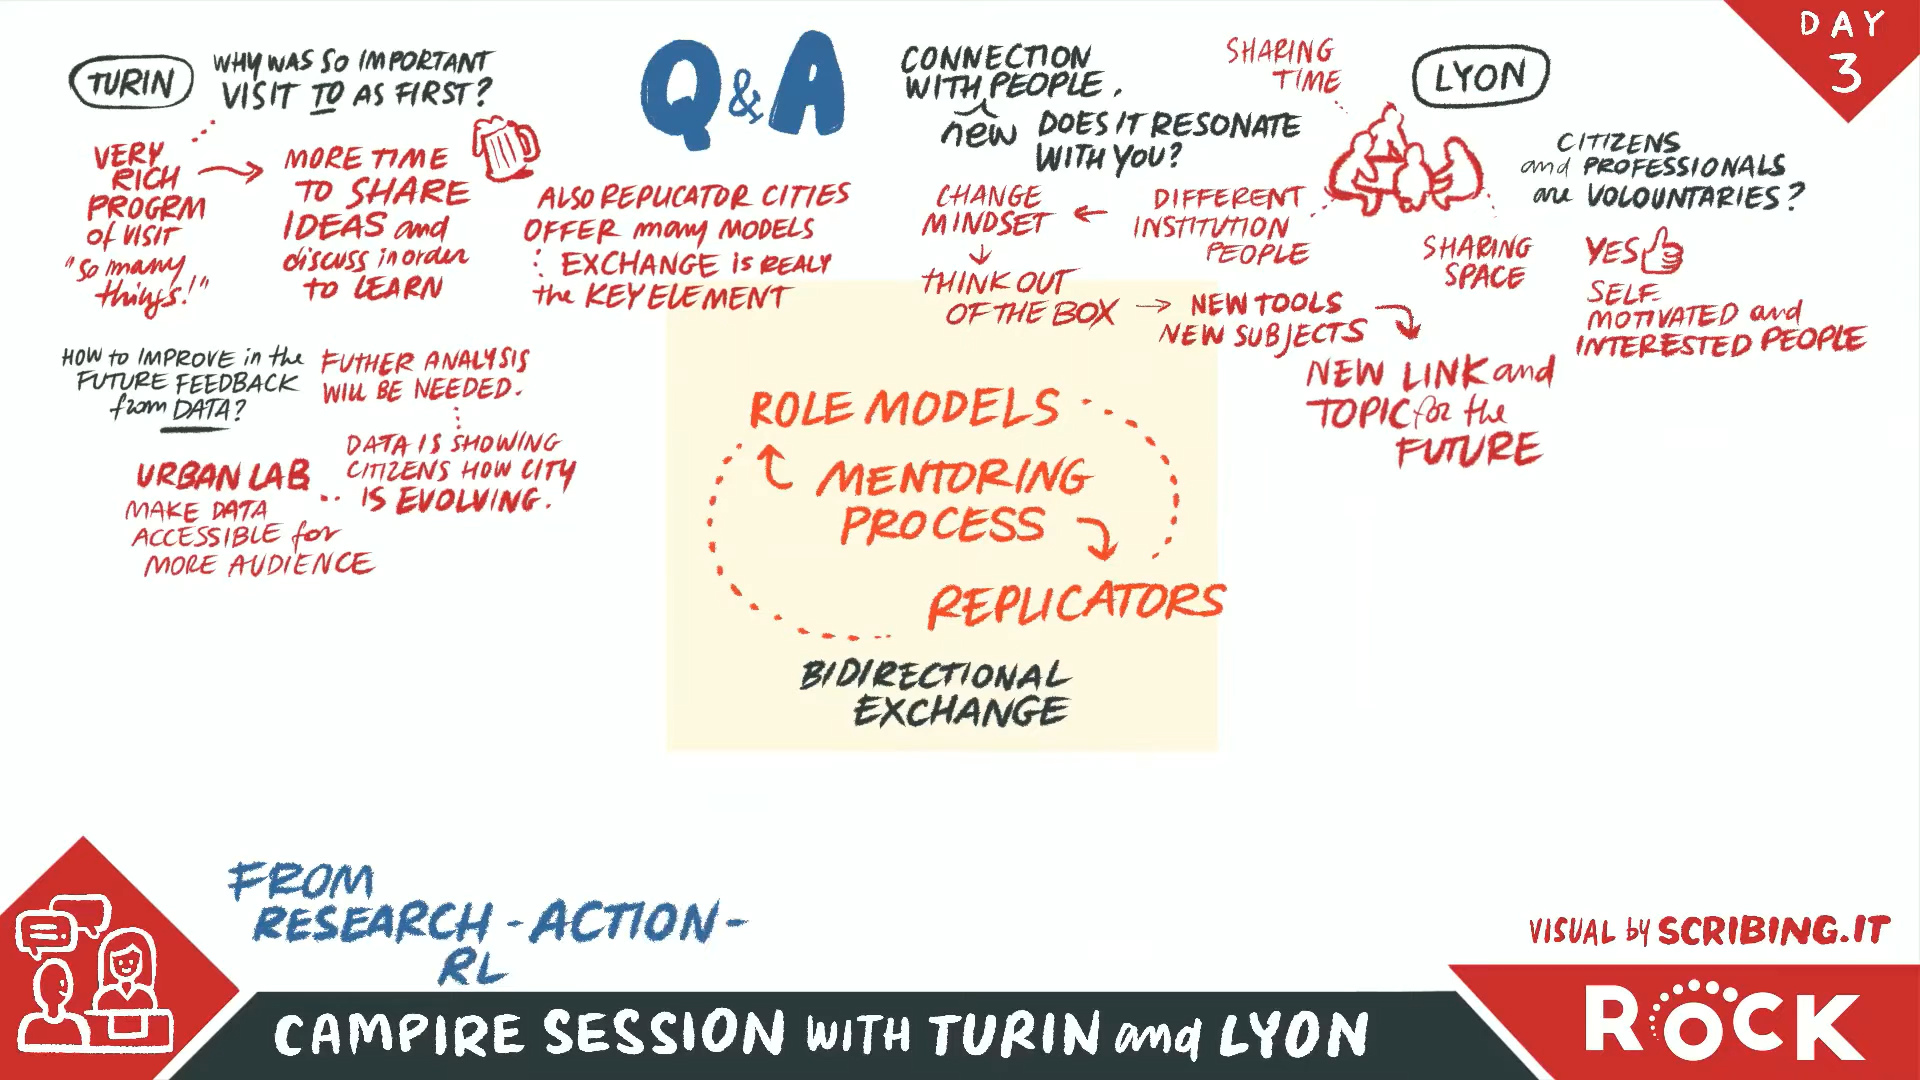 TURIN
WHY WAS SO IMPORTANT
VISIT TO AS FIRST?
VERY
RICH
PROGRM
of VISIT
"So many
things!"
MORE TIME
TO SHARE
IDEAS and
discuss in order
TO LEARN
ALSO REPLICATOR CITIES
OFFER many MODELS
EXCHANGE is REALY
the KEY ELEMENT
HOW to IMPROVE in the
FUTURE FEEDBACK
from DATA?
FUTHER ANALYSIS
WILL BE NEEDED.
DATA IS SHOWING
CITIZENS HOW CITY
IS EVOLVING.
URBAN LAB
MAKE DATA
ACCESSIBLE for
MORE AUDIENCE
Q & A
CONNECTION
WITH PEOPLE,
new
DOES IT RESONATE
WITH YOU?
SHARING
TIME
LYON
CITIZENS
and PROFESSIONALS
are VOLOUNTARIES?
YES
SELF-
MOTIVATED and
INTERESTED PEOPLE
SHARING
SPACE
DIFFERENT
INSTITUTION
PEOPLE
CHANGE
MINDSET
THINK OUT
OF THE BOX
NEW TOOLS
NEW SUBJECTS
NEW LINK and
TOPIC for the
FUTURE
ROLE MODELS
MENTORING
PROCESS
REPLICATORS
BIDIRECTIONAL
EXCHANGE
DAY
3
FROM
RESEARCH - ACTION -
RL
CAMPIRE SESSION WITH TURIN and LYON
VISUAL by SCRIBING.IT
ROCK